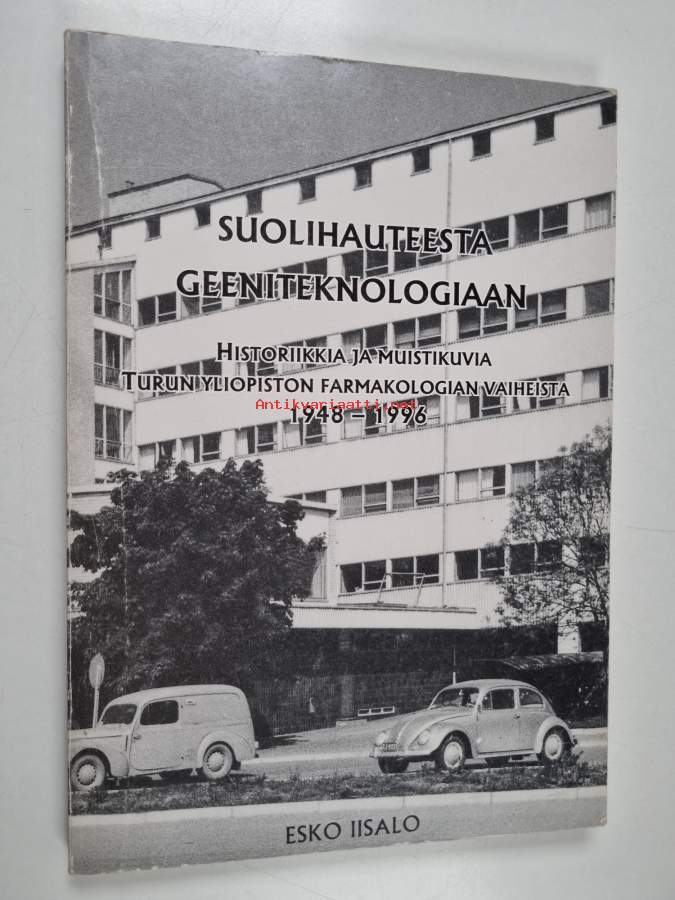 SUOLIHAUTEESTA
GEENITEKNOLOGIAAN
HISTORIIKKIA JA MUISTIKUVIA
TURUN YLIOPISTON FARMAKOLOGIAN VAIHEISTA
Antikvariaatti.net
1948 – 1996
ESKO IISALO